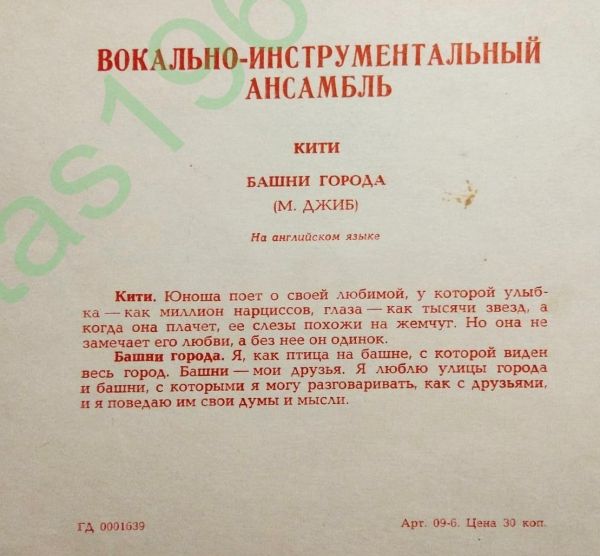 ВОКАЛЬНО-ИНСТРУМЕНТАЛЬНЫЙ
АНСАМБЛЬ
КИТИ
БАШНИ ГОРОДА
(М. ДЖИБ)
На английском языке
Кити. Юноша поет о своей любимой, у которой улыб-
ка — как миллион нарциссов, глаза — как тысячи звезд, а
когда она плачет, ее слезы похожи на жемчуг. Но она не
замечает его любви, а без нее он одинок.
Башни города. Я, как птица на башне, с которой виден
весь город. Башни — мои друзья. Я люблю улицы города
и башни, с которыми я могу разговаривать, как с друзьями,
и я поведаю им свои думы и мысли.
ГД 0001639
Арт. 09-6. Цена 30 коп.